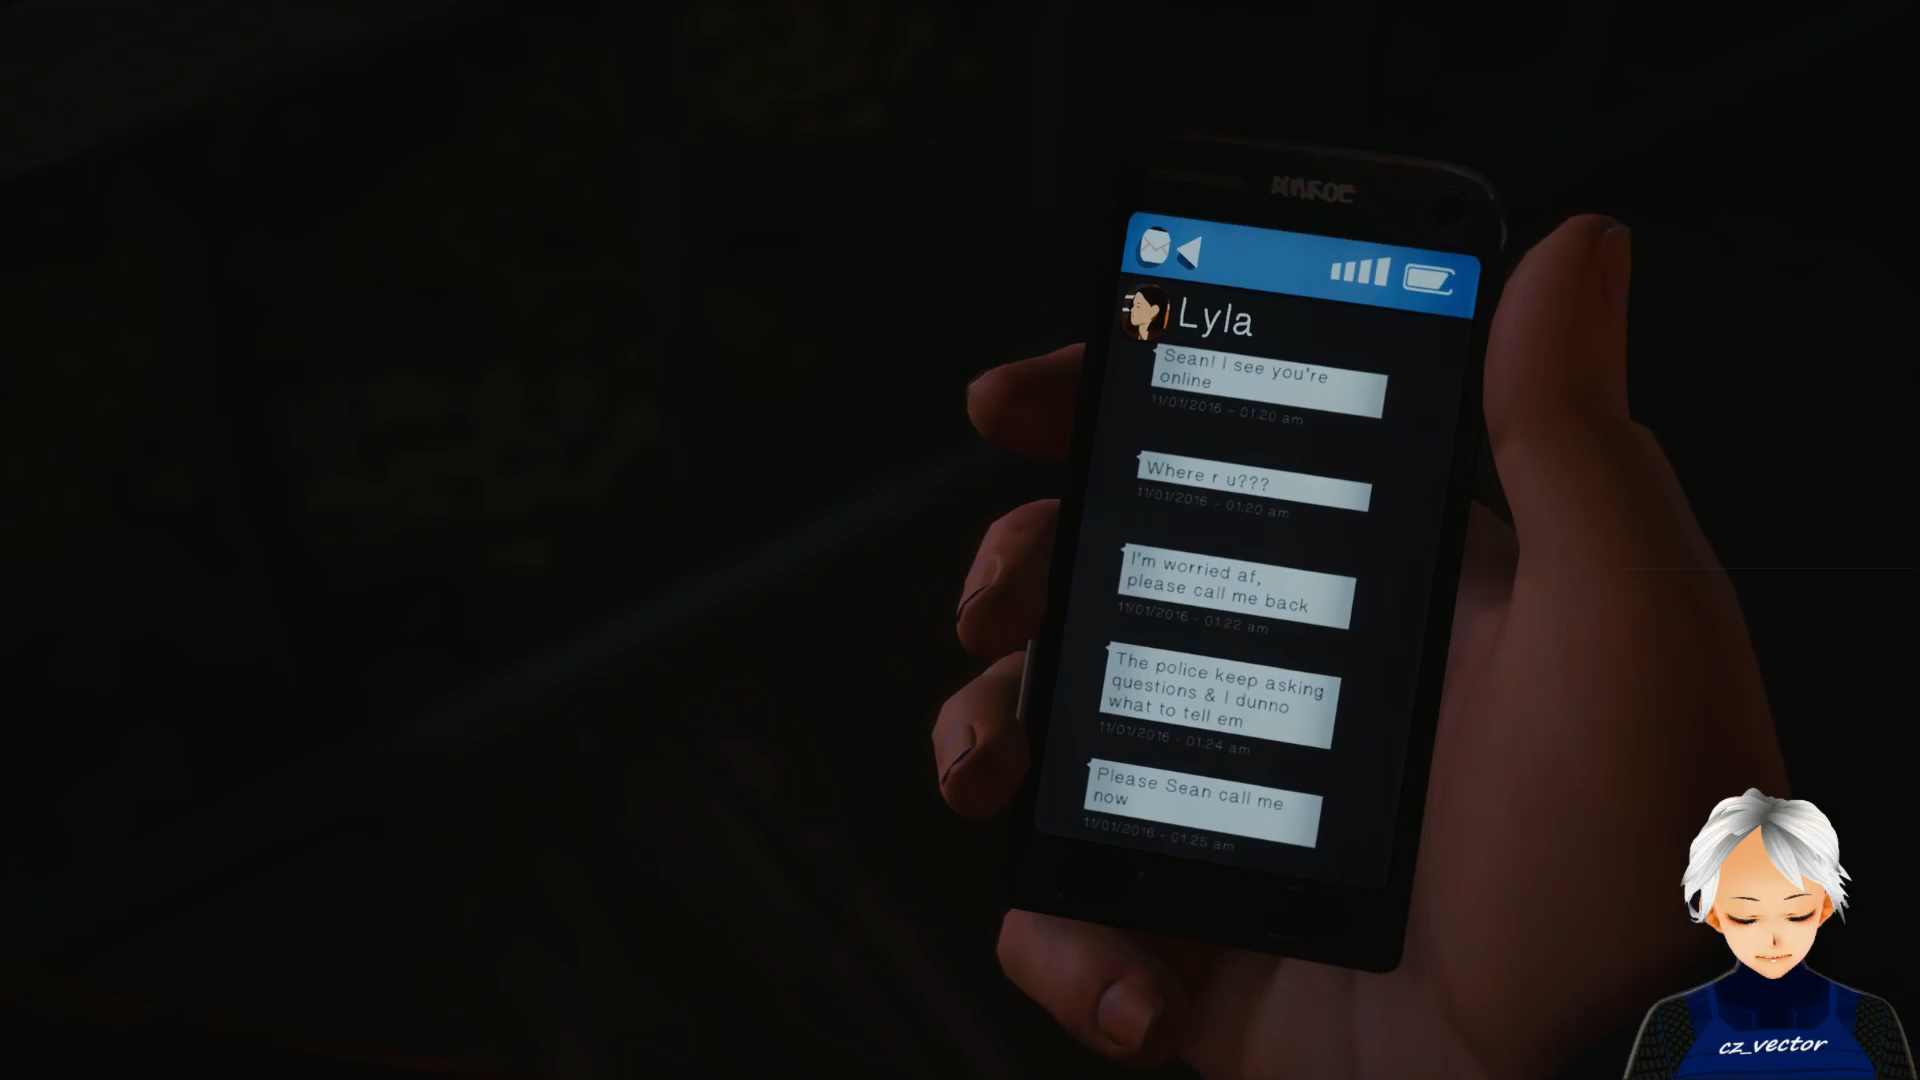 Lyla
Sean! I see you're
online
11/01/2016 - 01.20 am
Where r u???
11/01/2016 - 01.20 am
I'm worried af,
please call me back
11/01/2016 - 01.22 am
The police keep asking
questions & I dunno
what to tell em
11/01/2016 - 01.24 am
Please Sean call me
now
11/01/2016 - 01.25 am
cz_vector